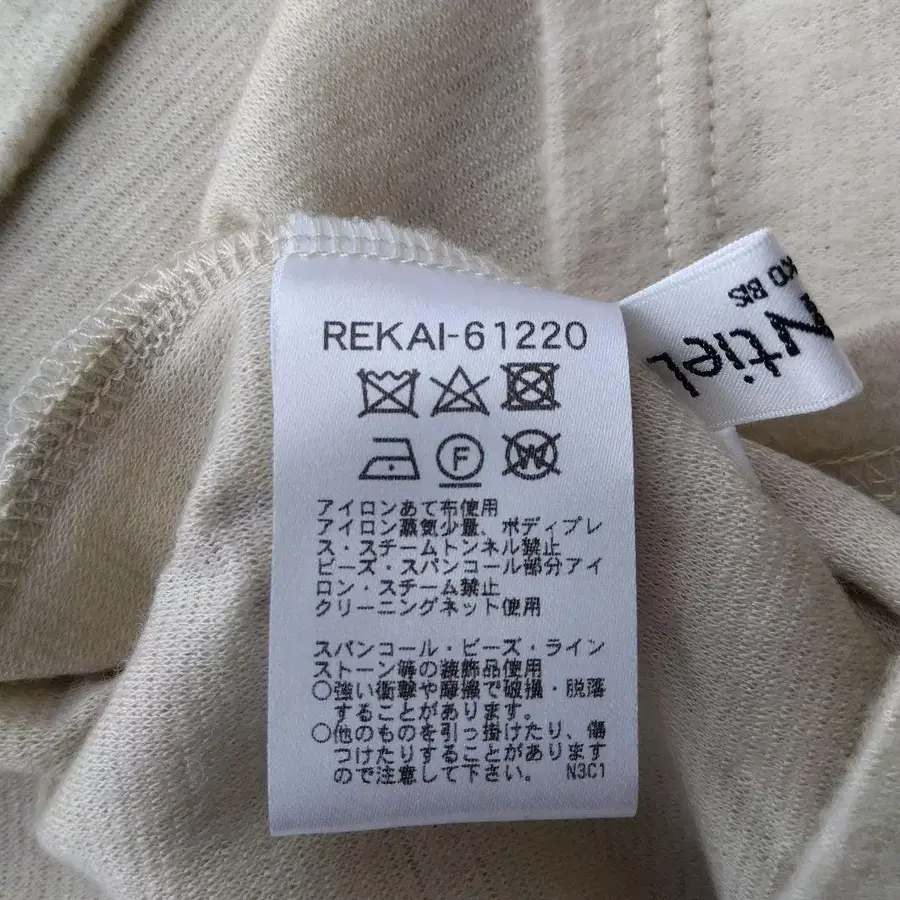 REKAI-61220
F
W
アイロンあて布使用
アイロン蒸気少量、ボディプレ
ス・スチームトンネル禁止
ビーズ・スパンコール部分アイ
ロン・スチーム禁止
クリーニングネット使用
スパンコール・ビーズ・ライン
ストーン等の装飾品使用
○強い衝撃や摩擦で破損・脱落
することがあります。
○他のものを引っ掛けたり、傷
つけたりすることがあります
ので注意して下さい。 N3C1
BIS